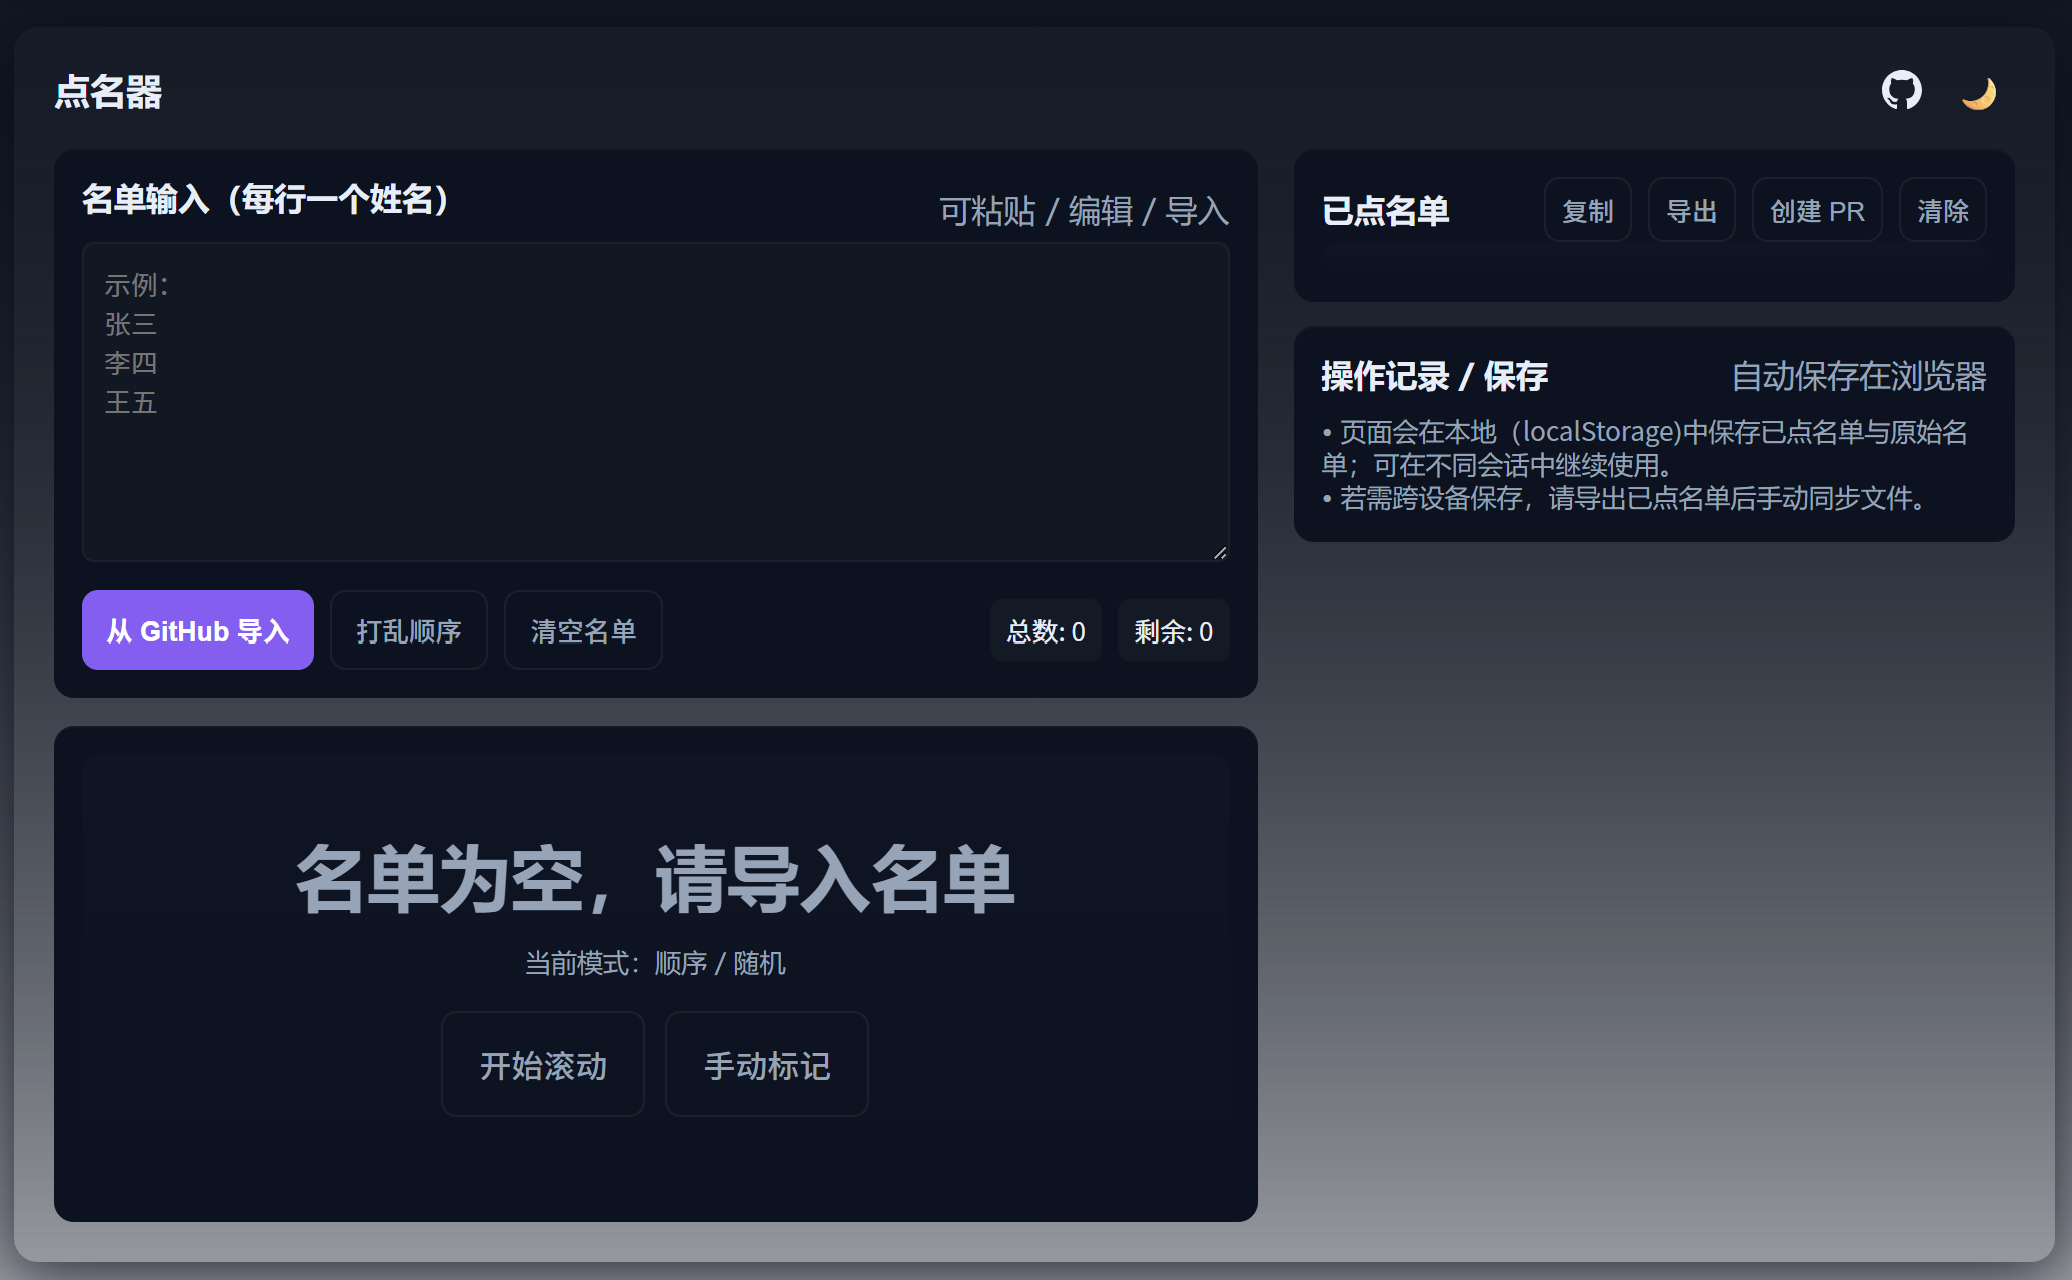 点名器
名单输入（每行一个姓名）
可粘贴 / 编辑 / 导入
示例：
张三
李四
王五
从 GitHub 导入
打乱顺序
清空名单
总数: 0
剩余: 0
名单为空，请导入名单
当前模式：顺序 / 随机
开始滚动
手动标记
已点名单
复制
导出
创建 PR
清除
操作记录 / 保存
自动保存在浏览器
• 页面会在本地（localStorage)中保存已点名单与原始名
单；可在不同会话中继续使用。
• 若需跨设备保存，请导出已点名单后手动同步文件。